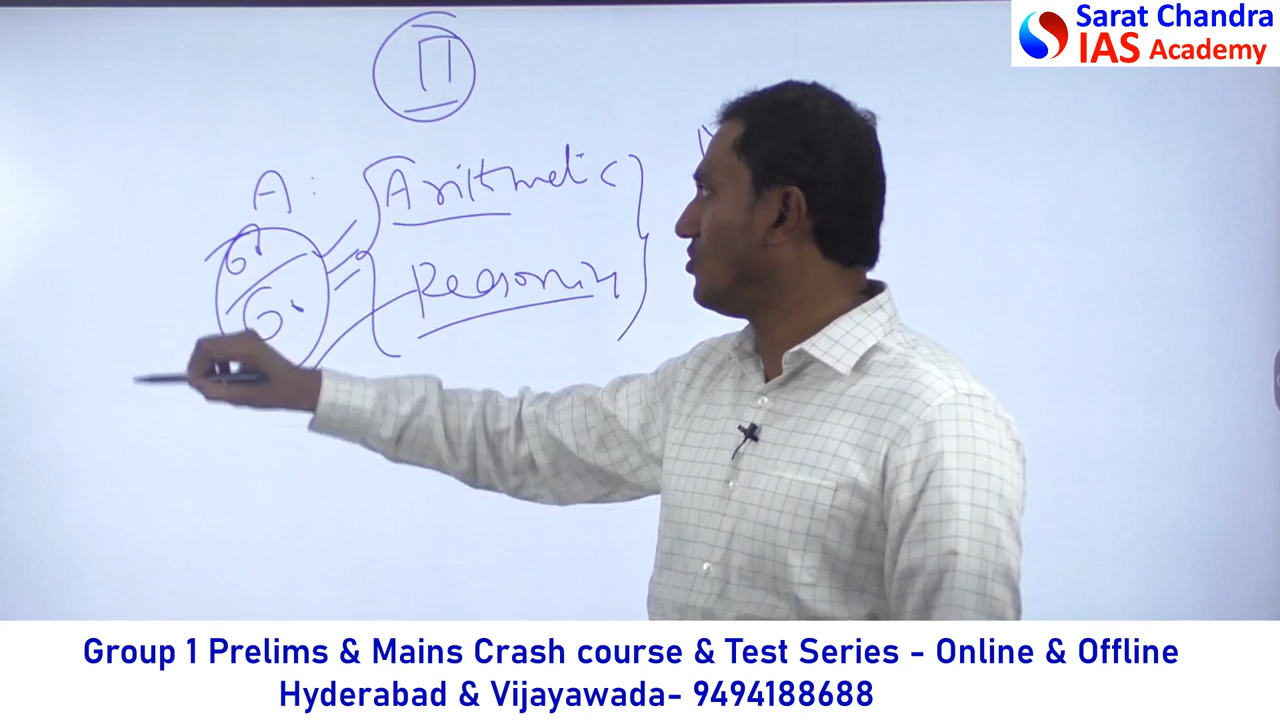 Sarat Chandra
IAS Academy
II
A : Arithmetic
Reasoning
Group 1 Prelims & Mains Crash course & Test Series - Online & Offline
Hyderabad & Vijayawada- 9494188688